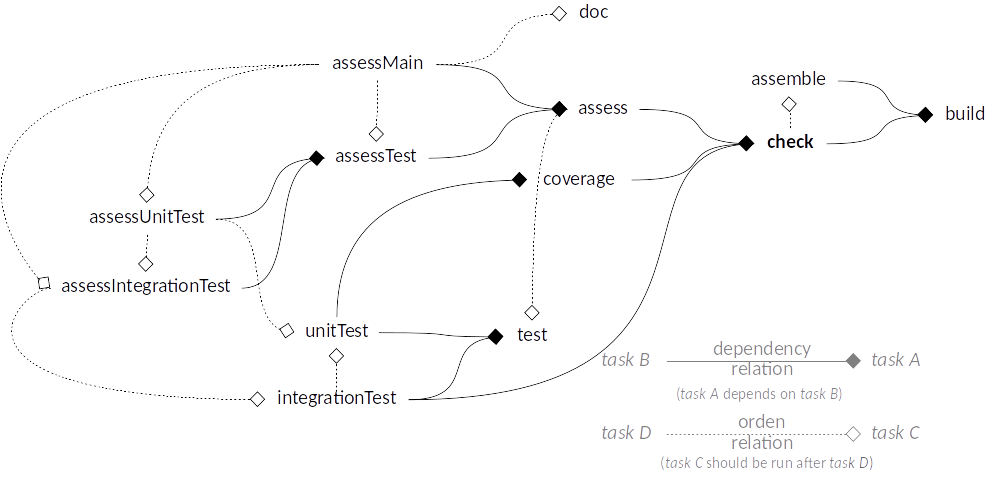 doc
assessMain
assemble
assess
build
check
assessTest
coverage
assessUnitTest
assessIntegrationTest
unitTest
test
integrationTest
task B dependency relation task A
(task A depends on task B)
task D orden relation task C
(task C should be run after task D)